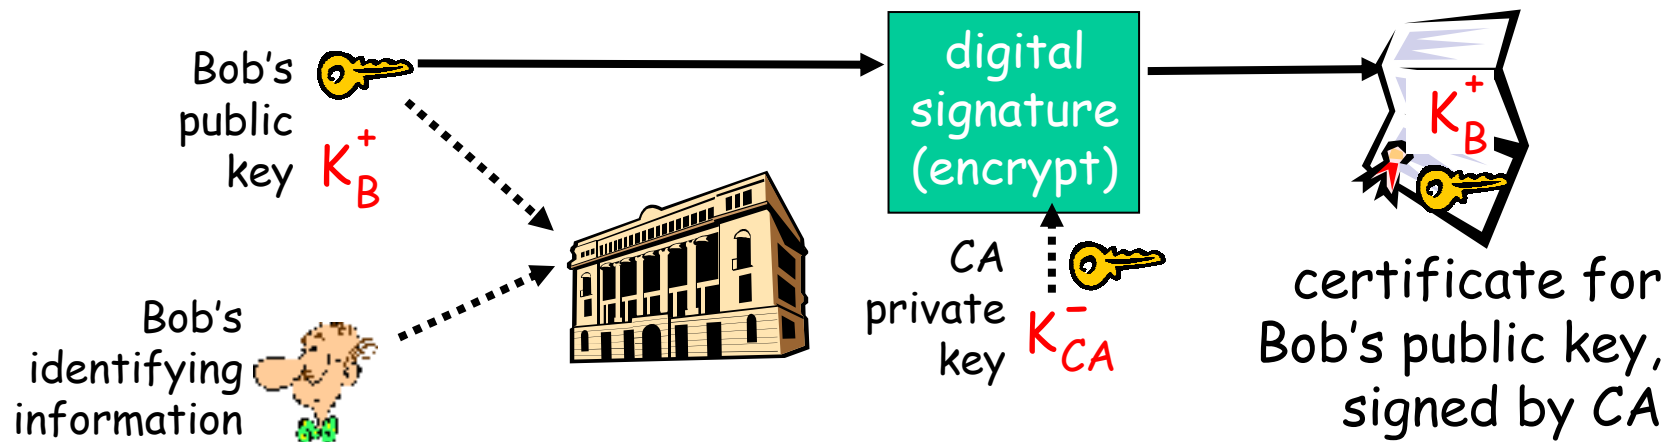 Bob's
public
key
K
+
B
Bob's
identifying
information
digital
signature
(encrypt)
CA
private
key
K
-
CA
K
+
B
certificate for
Bob's public key,
signed by CA